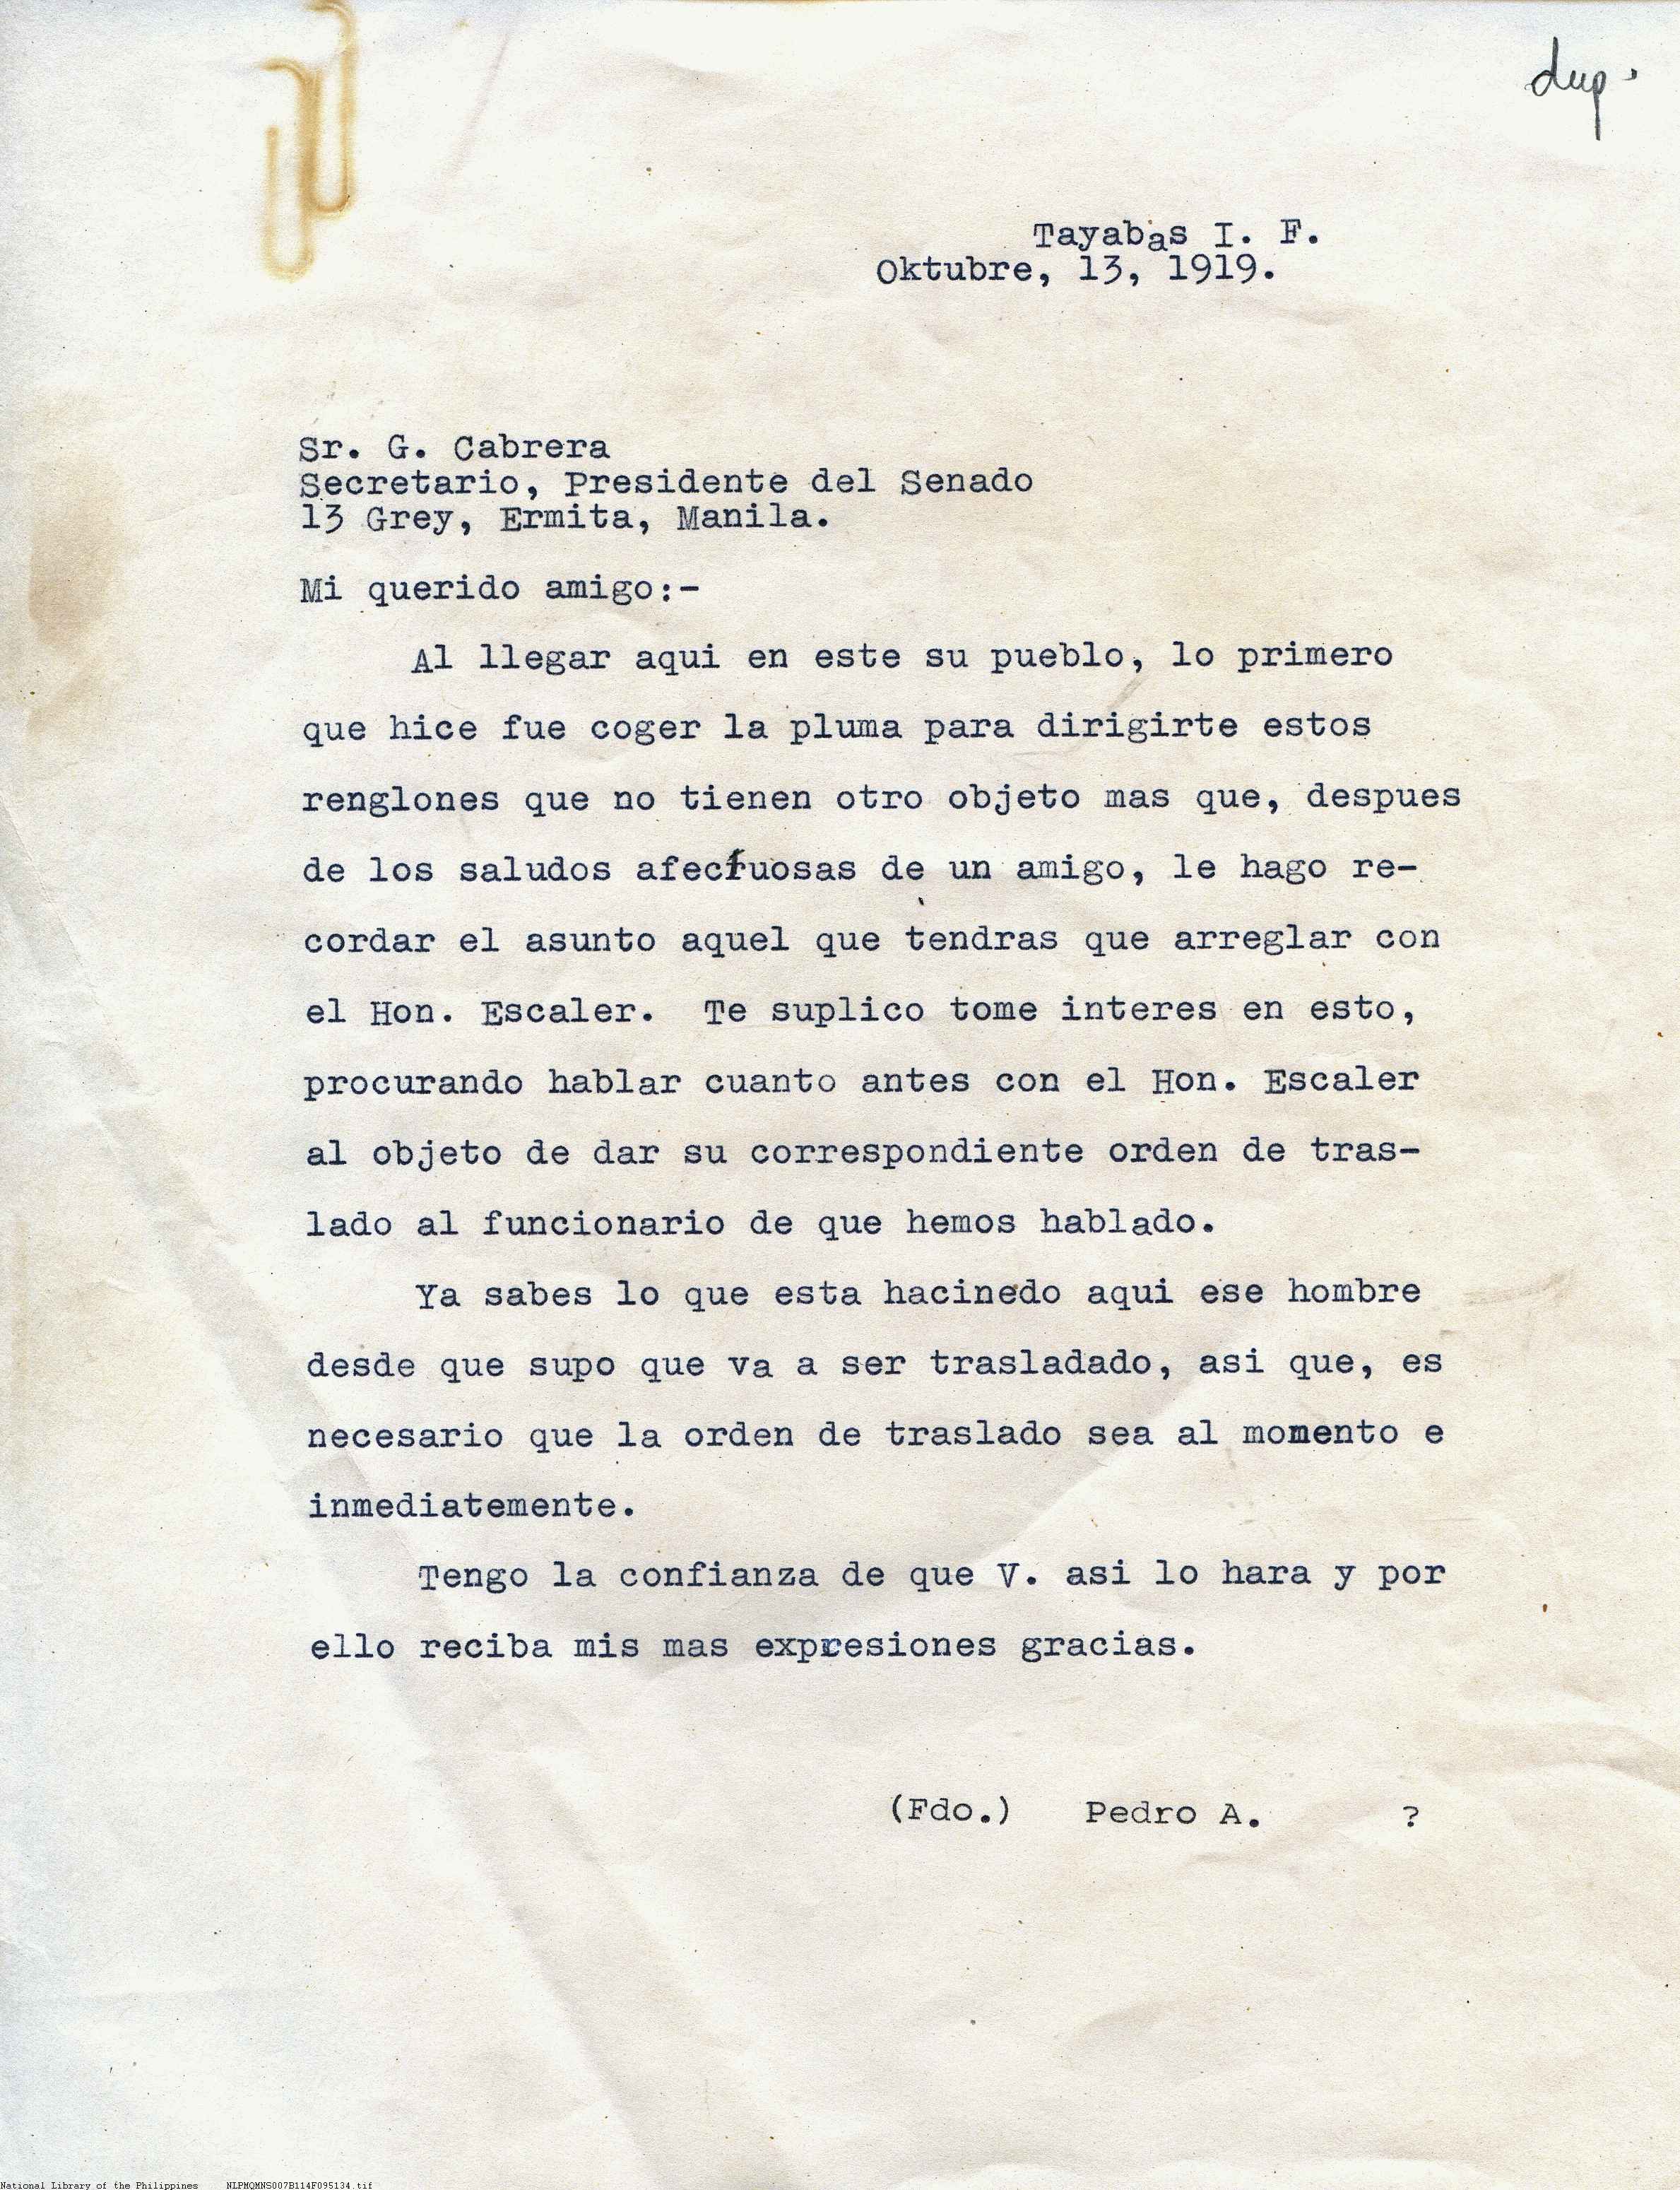 dup.
Tayabas I. F.
Oktubre, 13, 1919.
Sr. G. Cabrera
Secretario, Presidente del Senado
13 Grey, Ermita, Manila.
Mi querido amigo:-
Al llegar aqui en este su pueblo, lo primero
que hice fue coger la pluma para dirigirte estos
renglones que no tienen otro objeto mas que, despues
de los saludos afectuosas de un amigo, le hago re-
cordar el asunto aquel que tendras que arreglar con
el Hon. Escaler. Te suplico tome interes en esto,
procurando hablar cuanto antes con el Hon. Escaler
al objeto de dar su correspondiente orden de tras-
lado al funcionario de que hemos hablado.
Ya sabes lo que esta hacinedo aqui ese hombre
desde que supo que va a ser trasladado, asi que, es
necesario que la orden de traslado sea al momento e
inmediatemente.
Tengo la confianza de que V. asi lo hara y por
ello reciba mis mas expresiones gracias.
(Fdo.) Pedro A. ?
National Library of the Philippines NLPMQMNS007B114F095134.tif